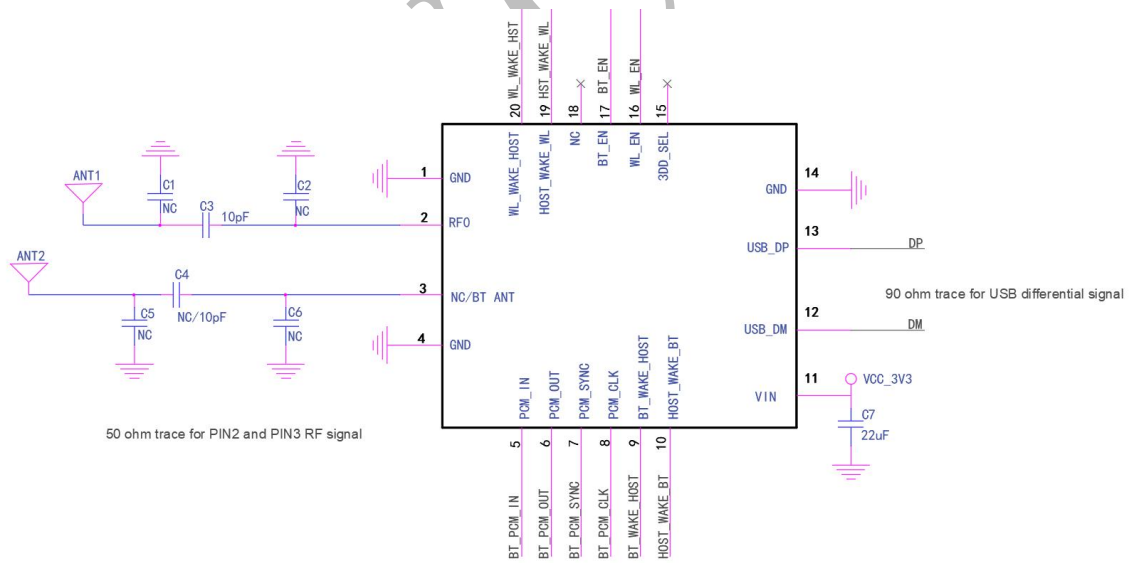 WL_WAKE_HST
HST_WAKE_WL
BT_EN
WL_EN
20
19
18
17
16
15
WL_WAKE_HOST
HOST_WAKE_WL
NC
BT_EN
WL_EN
3DD_SEL
ANT1
C1
NC
C2
NC
C3
10pF
1
GND
2
RFO
ANT2
C4
NC/10pF
C5
NC
C6
NC
3
NC/BT ANT
4
GND
14
GND
13
USB_DP
DP
90 ohm trace for USB differential signal
12
USB_DM
DM
11
VIN
VCC_3V3
C7
22uF
50 ohm trace for PIN2 and PIN3 RF signal
PCM_IN
PCM_OUT
PCM_SYNC
PCM_CLK
BT_WAKE_HOST
HOST_WAKE_BT
5
6
7
8
9
10
BT_PCM_IN
BT_PCM_OUT
BT_PCM_SYNC
BT_PCM_CLK
BT_WAKE_HOST
HOST_WAKE_BT